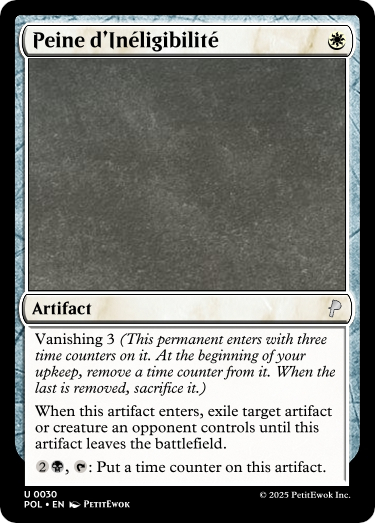 Peine d'Inéligibilité
Artifact
Vanishing 3 (This permanent enters with three
time counters on it. At the beginning of your
upkeep, remove a time counter from it. When the
last is removed, sacrifice it.)
When this artifact enters, exile target artifact
or creature an opponent controls until this
artifact leaves the battlefield.
2 , : Put a time counter on this artifact.
U 0030
POL • EN PetitEwok
© 2025 PetitEwok Inc.